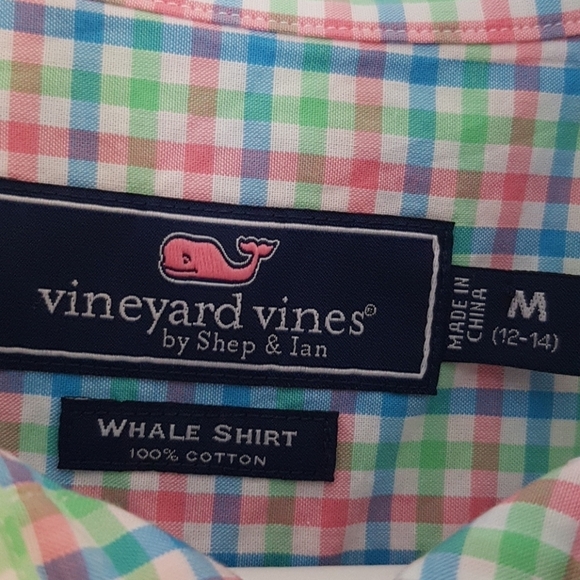 vineyard vines®
by Shep & Ian
MADE IN
CHINA
M
(12-14)
WHALE SHIRT
100% COTTON